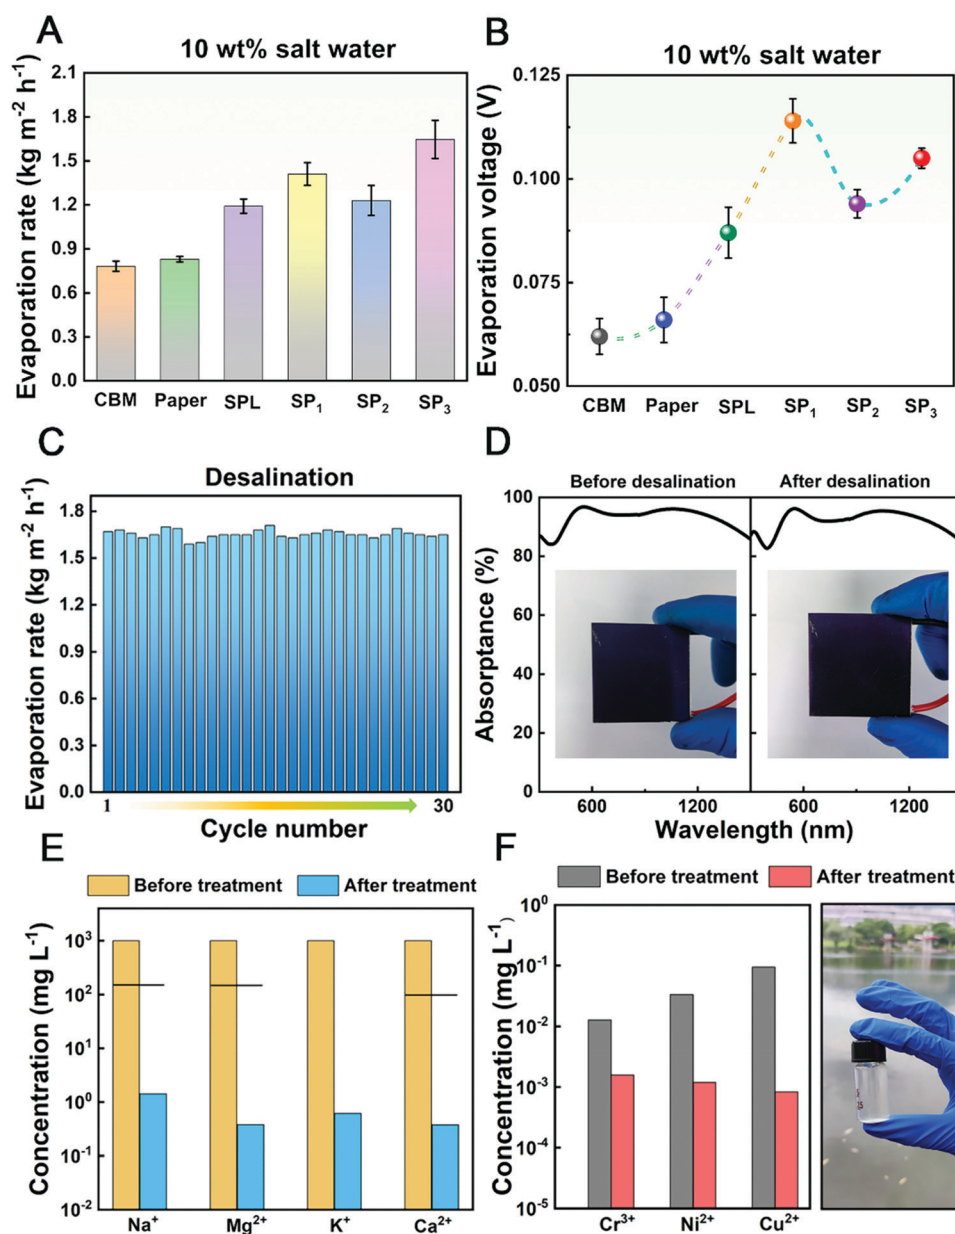 A
10 wt% salt water
Evaporation rate (kg m⁻² h⁻¹)
2.1
1.8
1.5
1.2
0.9
0.6
0.3
0.0
CBM Paper SPL SP₁ SP₂ SP₃
B
10 wt% salt water
Evaporation voltage (V)
0.125
0.100
0.075
0.050
CBM Paper SPL SP₁ SP₂ SP₃
C
Desalination
Evaporation rate (kg m⁻² h⁻¹)
1.8
1.5
1.2
0.9
0.6
0.3
0.0
1 30
Cycle number
D
Before desalination After desalination
Absorptance (%)
100
80
60
40
20
0
600 1200 600 1200
Wavelength (nm)
E
Before treatment After treatment
Concentration (mg L⁻¹)
10³
10²
10¹
10⁰
10⁻¹
10⁻²
Na⁺ Mg²⁺ K⁺ Ca²⁺
F
Before treatment After treatment
Concentration (mg L⁻¹)
10⁰
10⁻¹
10⁻²
10⁻³
10⁻⁴
10⁻⁵
Cr³⁺ Ni²⁺ Cu²⁺